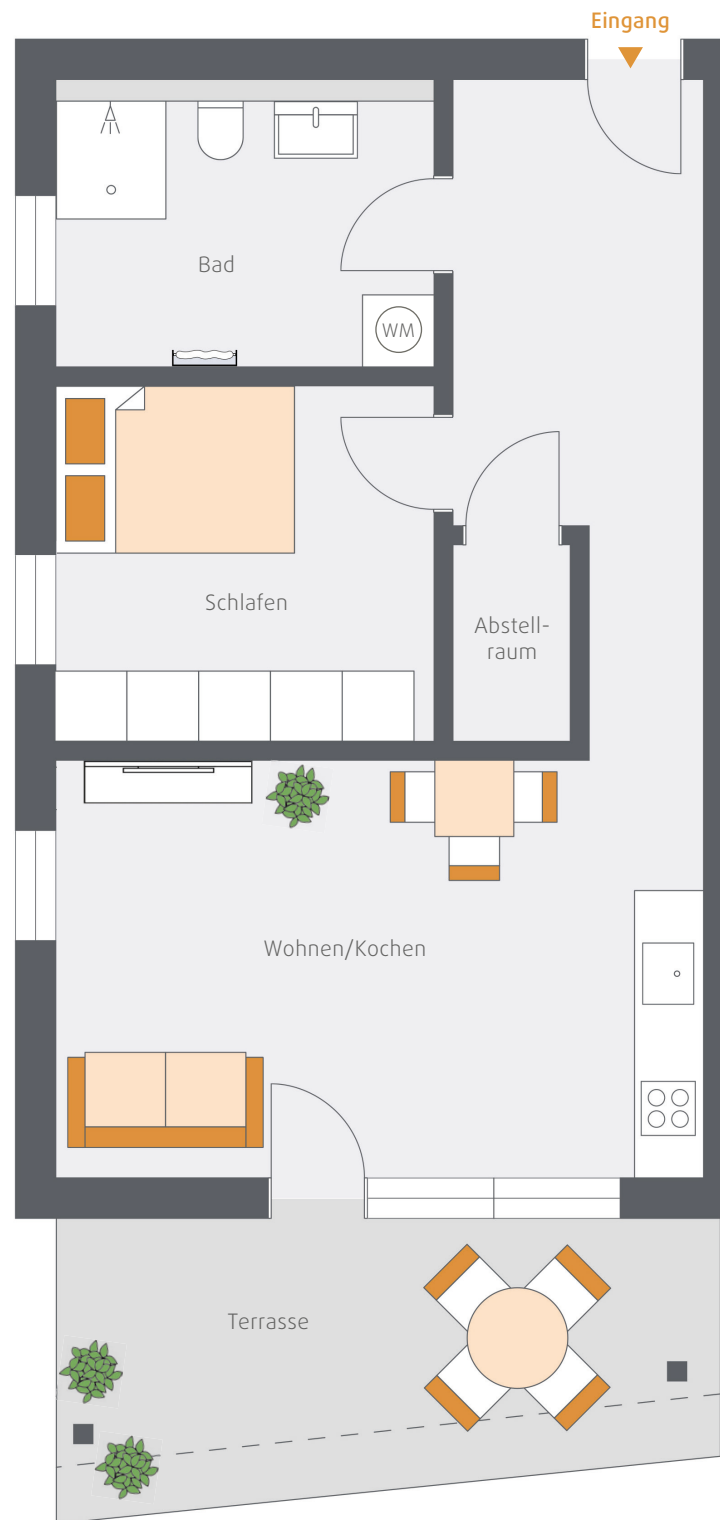 Eingang
Bad
WM
Schlafen
Abstell-
raum
Wohnen/Kochen
Terrasse